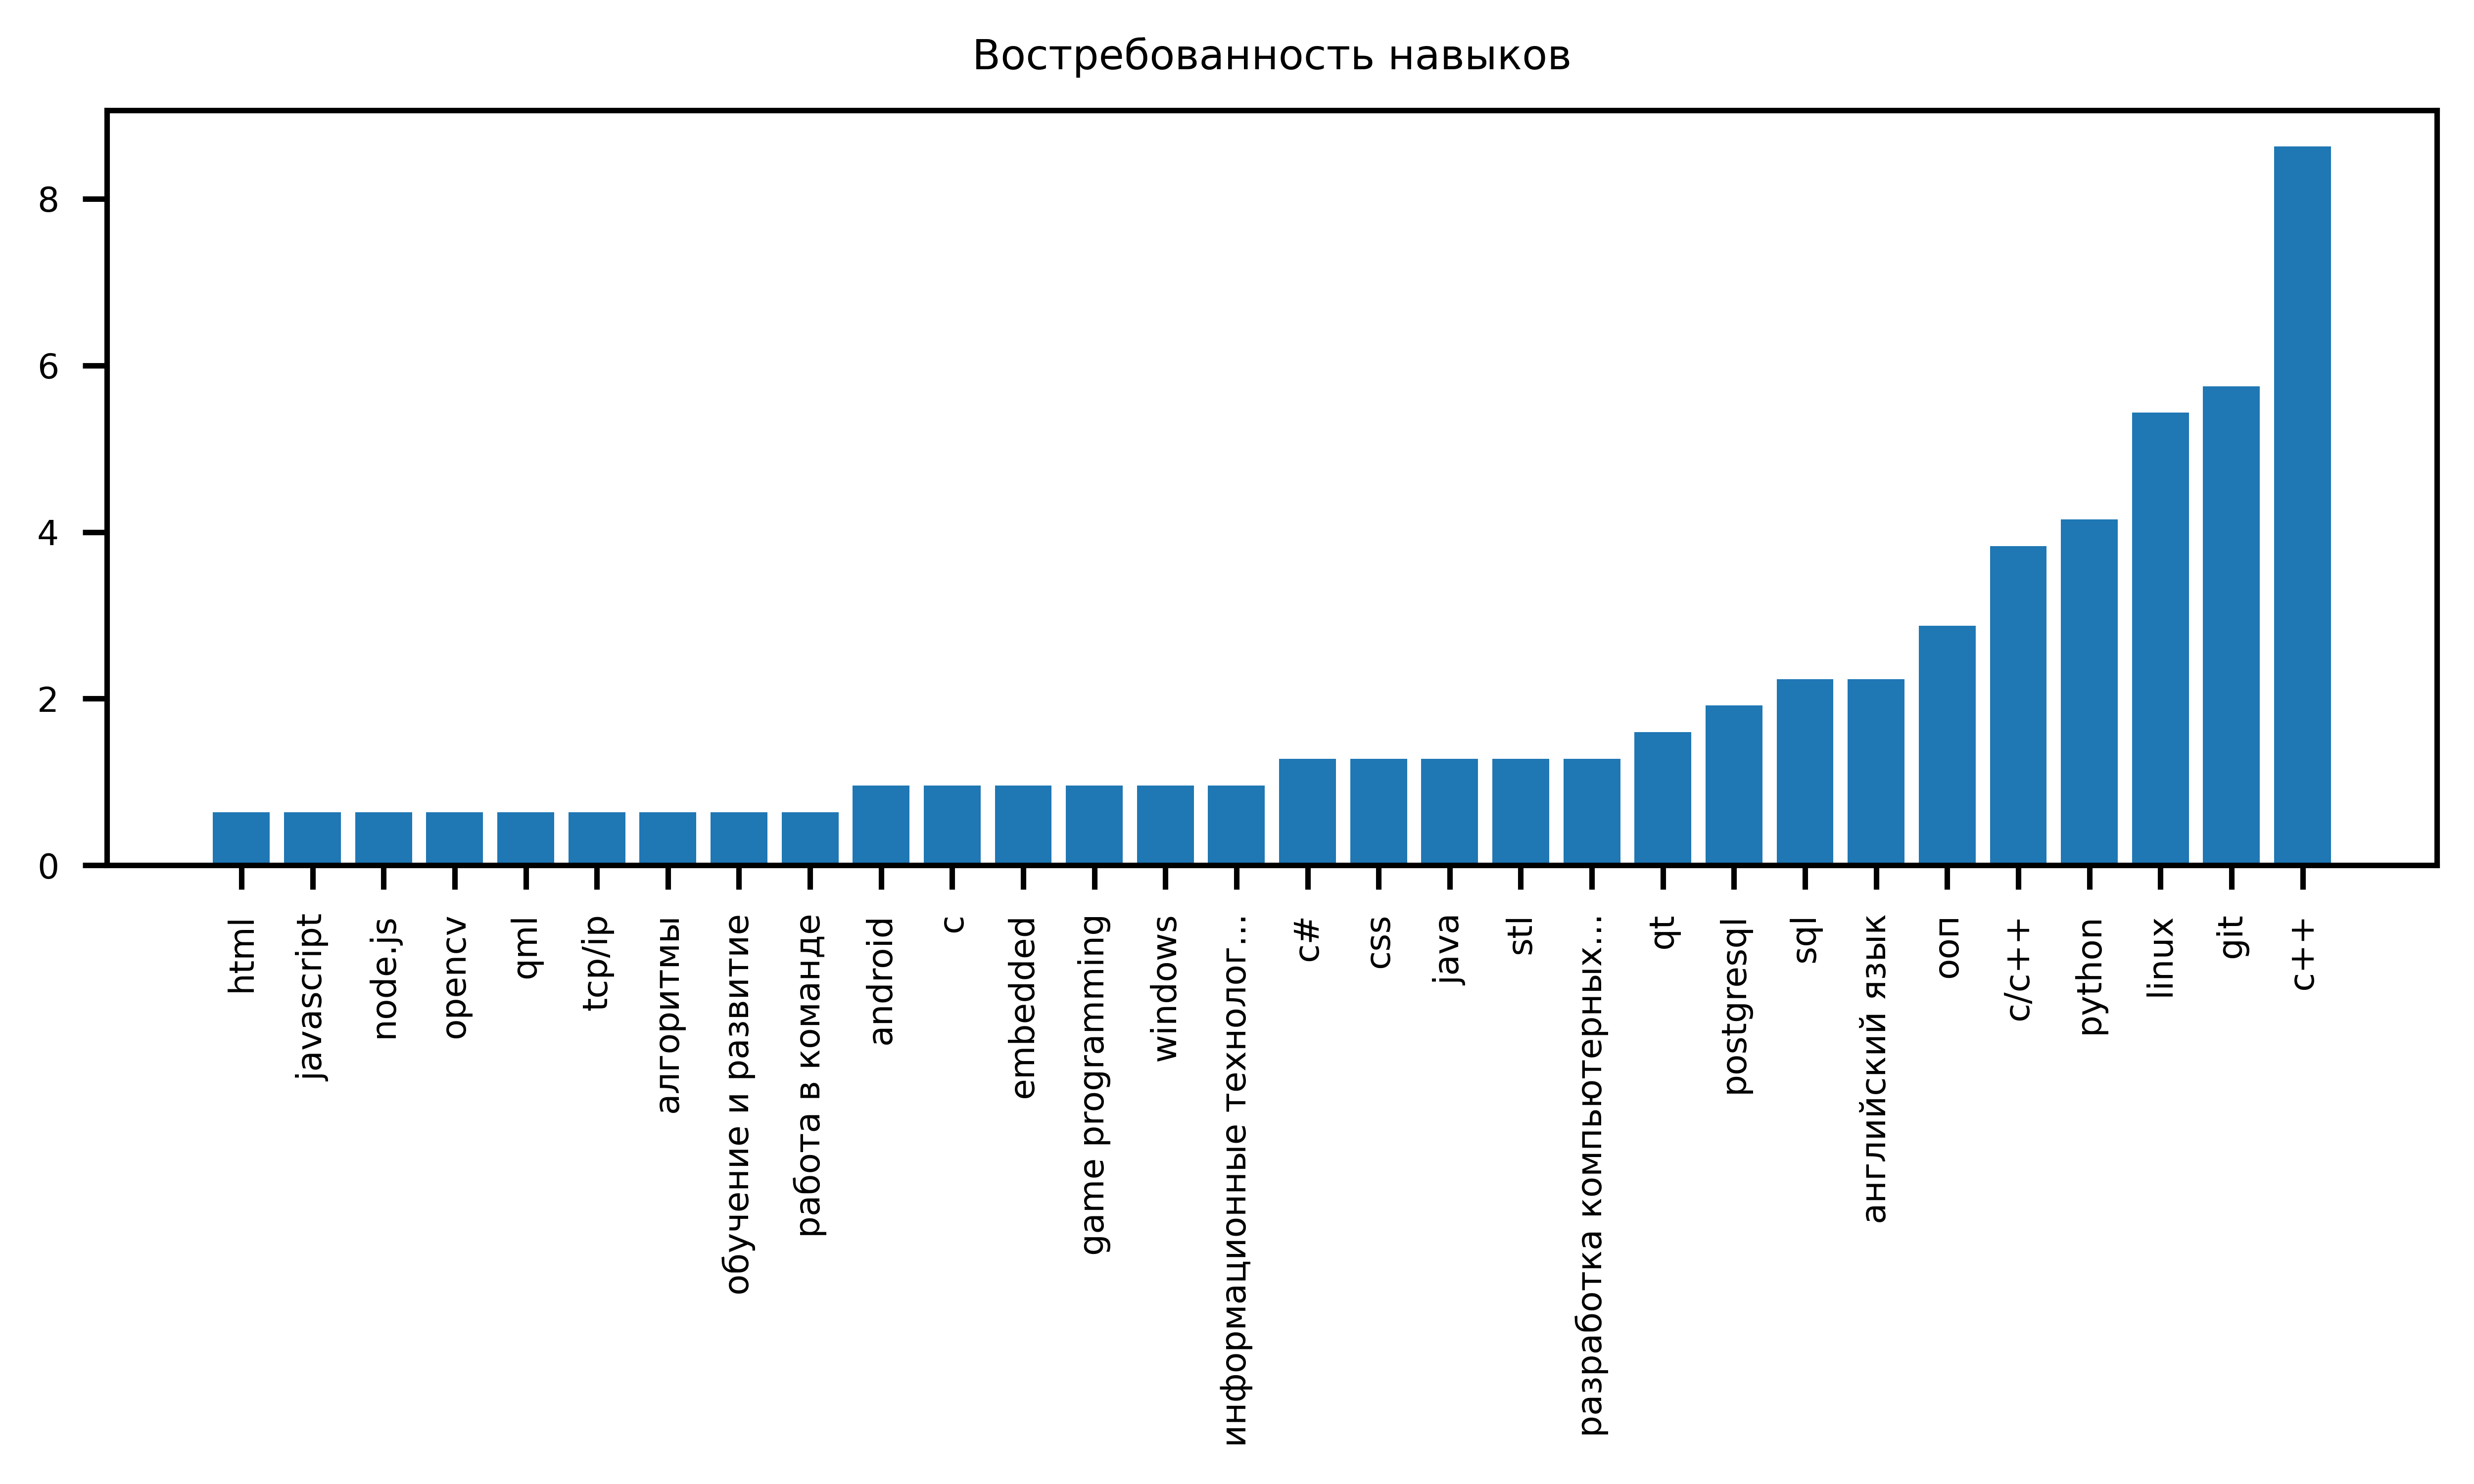 Востребованность навыков
8
6
4
2
0
html
javascript
node.js
opencv
qml
tcp/ip
алгоритмы
обучение и развитие
работа в команде
android
c
embedded
game programming
windows
информационные технолог...
c#
css
java
stl
разработка компьютерных...
qt
postgresql
sql
английский язык
ооп
c/c++
python
linux
git
c++